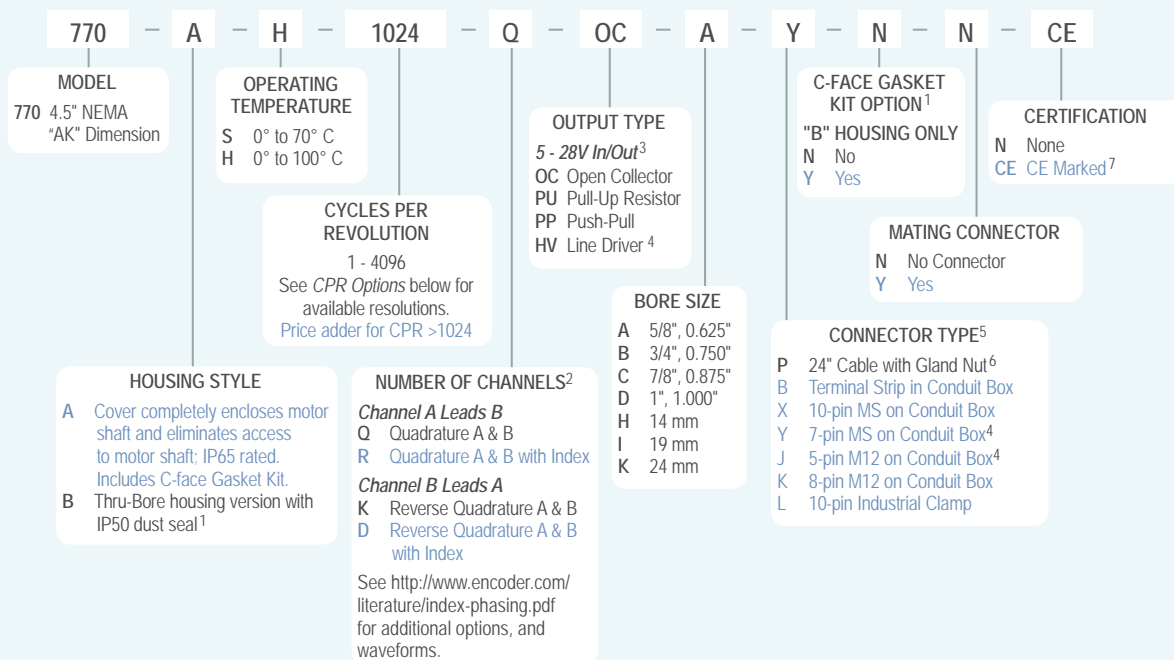 770 – A – H – 1024 – Q – OC – A – Y – N – N – CE
MODEL
770 4.5" NEMA
"AK" Dimension
OPERATING
TEMPERATURE
S 0° to 70° C
H 0° to 100° C
CYCLES PER
REVOLUTION
1 - 4096
See CPR Options below for
available resolutions.
Price adder for CPR >1024
HOUSING STYLE
A Cover completely encloses motor
shaft and eliminates access
to motor shaft; IP65 rated.
Includes C-face Gasket Kit.
B Thru-Bore housing version with
IP50 dust seal1
NUMBER OF CHANNELS2
Channel A Leads B
Q Quadrature A & B
R Quadrature A & B with Index
Channel B Leads A
K Reverse Quadrature A & B
D Reverse Quadrature A & B
with Index
See http://www.encoder.com/
literature/index-phasing.pdf
for additional options, and
waveforms.
OUTPUT TYPE
5 - 28V In/Out3
OC Open Collector
PU Pull-Up Resistor
PP Push-Pull
HV Line Driver 4
BORE SIZE
A 5/8", 0.625"
B 3/4", 0.750"
C 7/8", 0.875"
D 1", 1.000"
H 14 mm
I 19 mm
K 24 mm
C-FACE GASKET
KIT OPTION1
"B" HOUSING ONLY
N No
Y Yes
CERTIFICATION
N None
CE CE Marked7
MATING CONNECTOR
N No Connector
Y Yes
CONNECTOR TYPE5
P 24" Cable with Gland Nut6
B Terminal Strip in Conduit Box
X 10-pin MS on Conduit Box
Y 7-pin MS on Conduit Box4
J 5-pin M12 on Conduit Box4
K 8-pin M12 on Conduit Box
L 10-pin Industrial Clamp